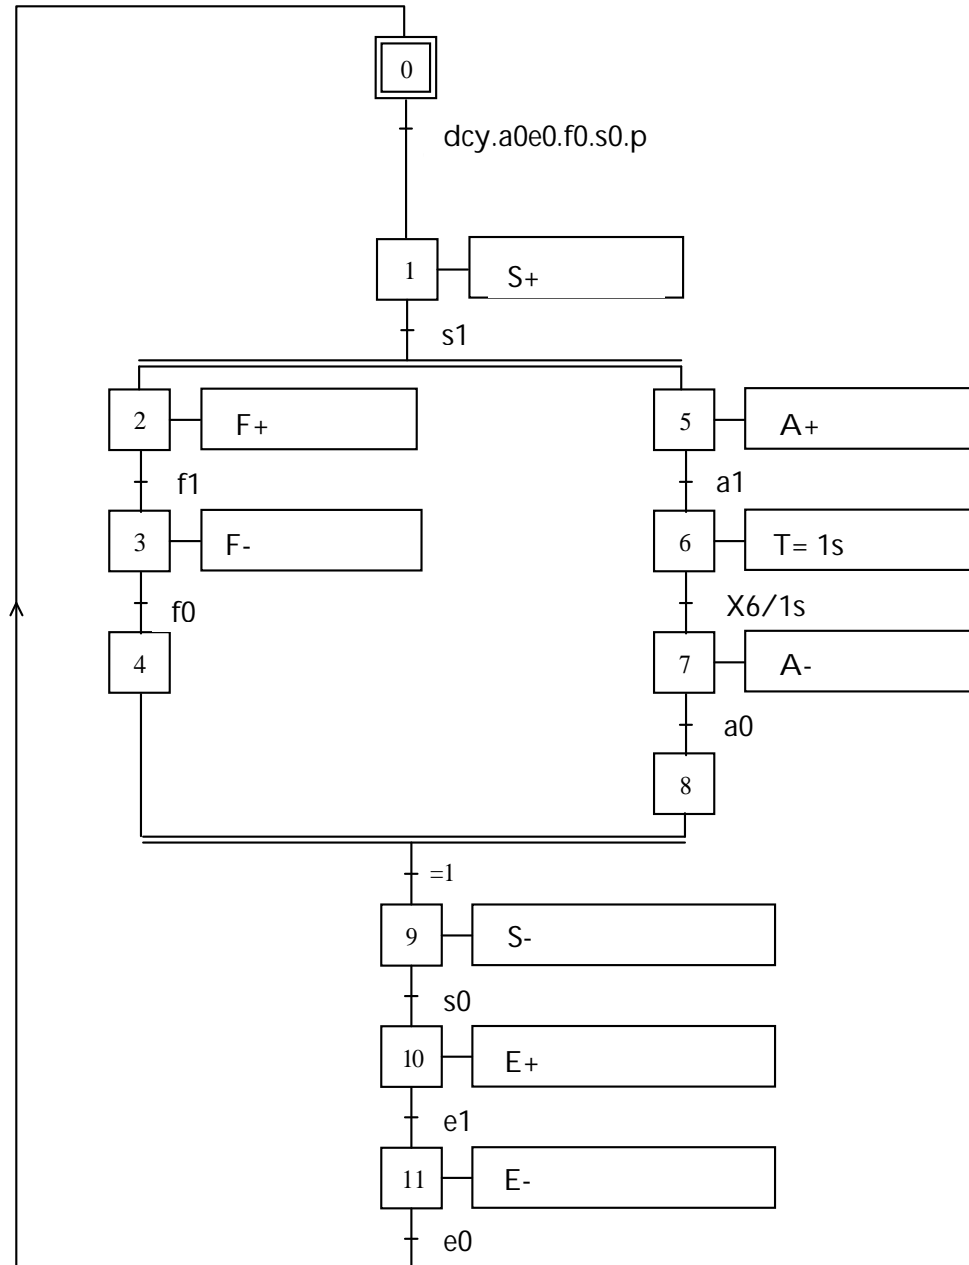 0
dcy.a0e0.f0.s0.p
1 S+
s1
2 F+
5 A+
f1
a1
3 F-
6 T= 1s
f0
X6/1s
4
7 A-
a0
8
=1
9 S-
s0
10 E+
e1
11 E-
e0